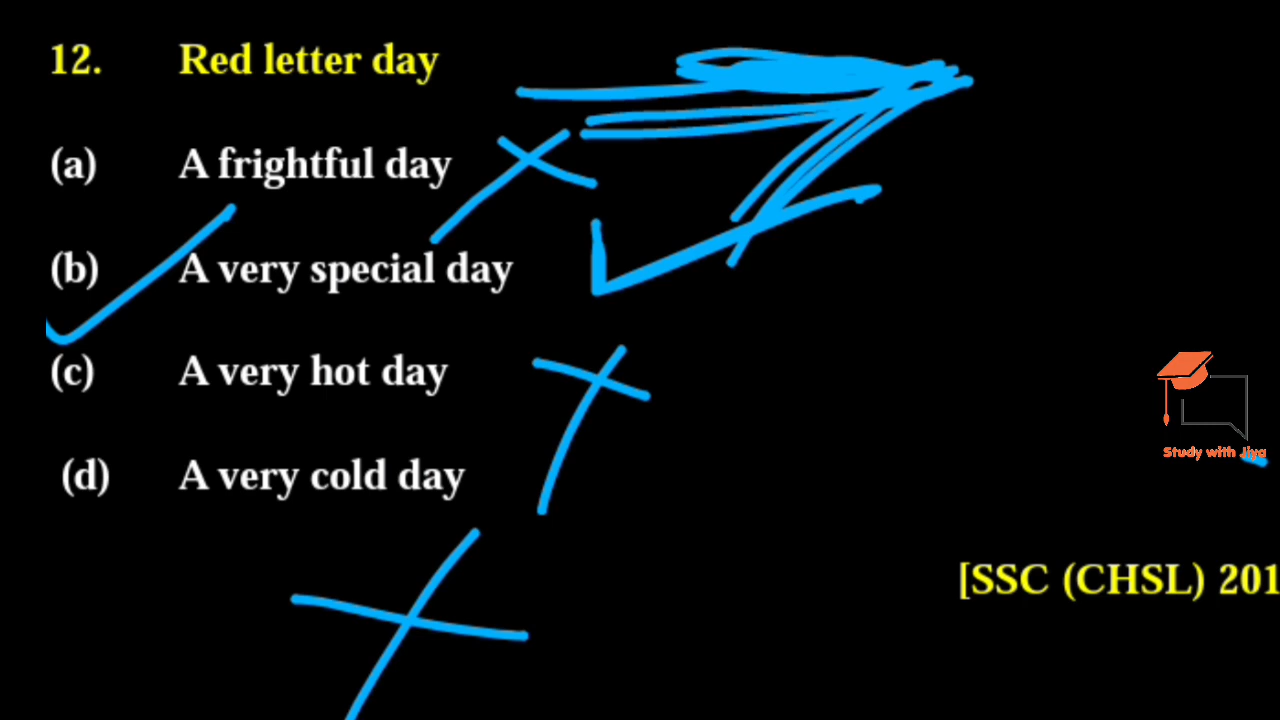 12. Red letter day
(a) A frightful day
(b) A very special day
(c) A very hot day
(d) A very cold day
Study with Jiya
[SSC (CHSL) 201